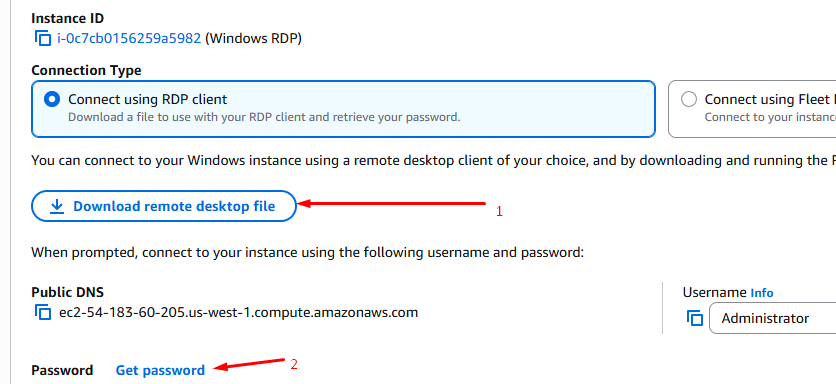 Instance ID
i-0c7cb0156259a5982 (Windows RDP)
Connection Type
Connect using RDP client
Download a file to use with your RDP client and retrieve your password.
Connect using Fleet
Connect to your instance
You can connect to your Windows instance using a remote desktop client of your choice, and by downloading and running the
Download remote desktop file
1
When prompted, connect to your instance using the following username and password:
Public DNS
ec2-54-183-60-205.us-west-1.compute.amazonaws.com
Username Info
Administrator
Password Get password
2